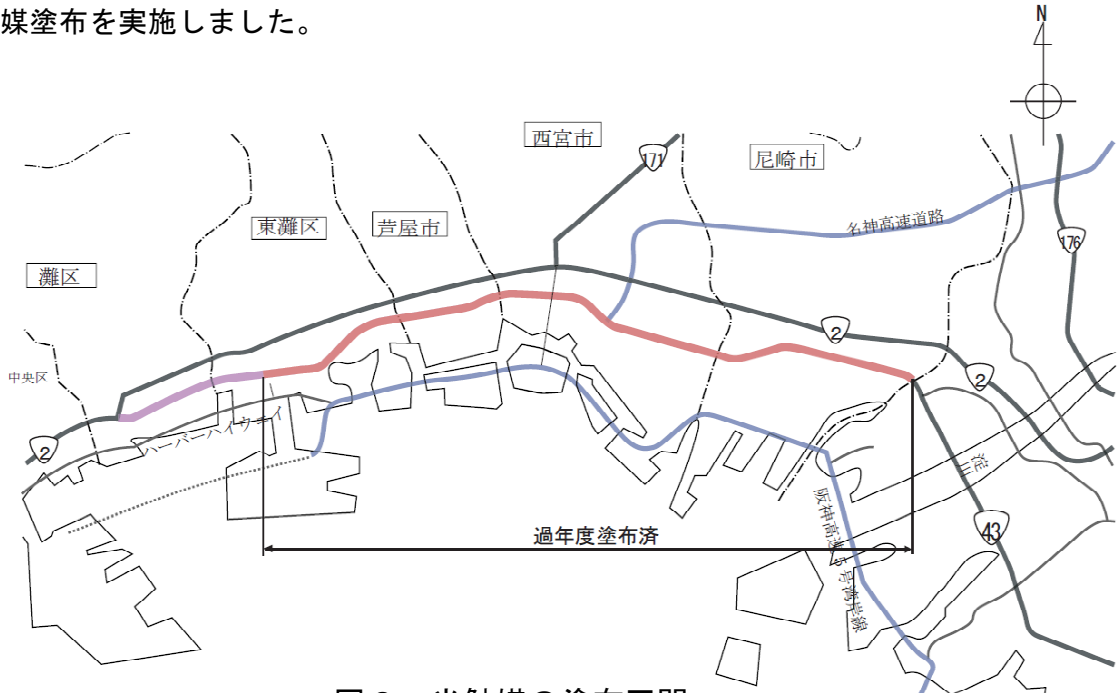 媒塗布を実施しました。
N
西宮市
171
尼崎市
東灘区
芦屋市
名神高速道路
176
灘区
2
中央区
2
ハーバーハイウェイ
2
淀川
過年度塗布済
43
阪神高速5号湾岸線